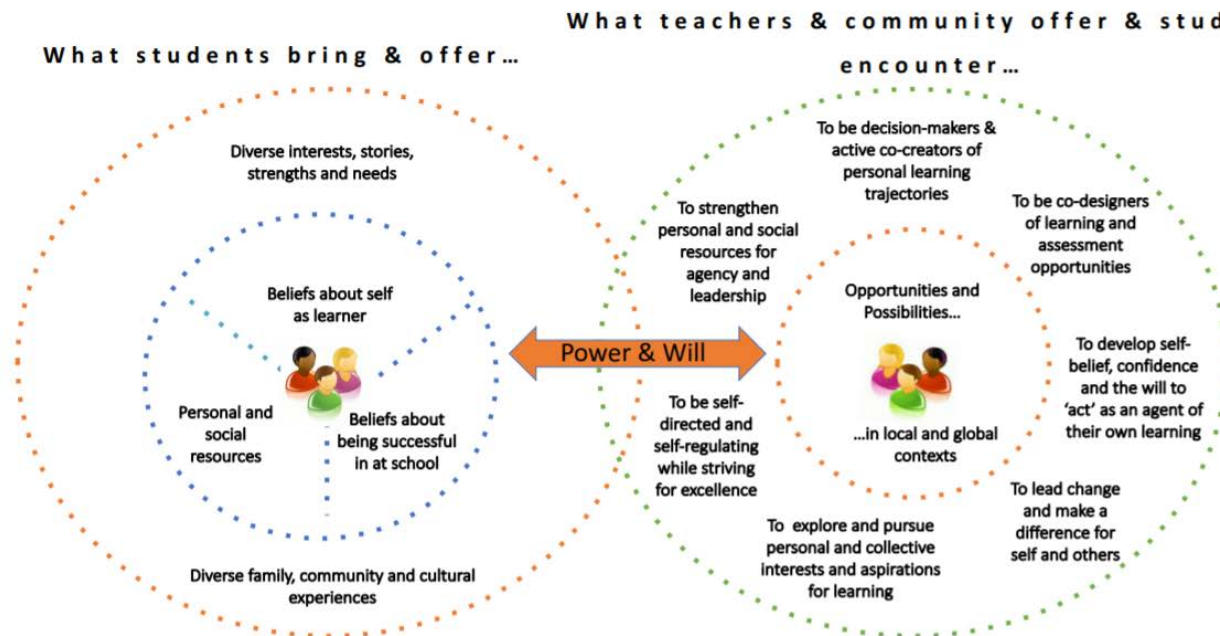 What students bring & offer…
Diverse interests, stories,
strengths and needs
Beliefs about self
as learner
Personal and
social
resources
Beliefs about
being successful
in at school
Diverse family, community and cultural
experiences
Power & Will
What teachers & community offer & stud
encounter…
To be decision-makers &
active co-creators of
personal learning
trajectories
To strengthen
personal and social
resources for
agency and
leadership
To be co-designers
of learning and
assessment
opportunities
Opportunities and
Possibilities…
…in local and global
contexts
To develop self-
belief, confidence
and the will to
‘act’ as an agent of
their own learning
To be self-
directed and
self-regulating
while striving
for excellence
To lead change
and make a
difference for
self and others
To explore and pursue
personal and collective
interests and aspirations
for learning